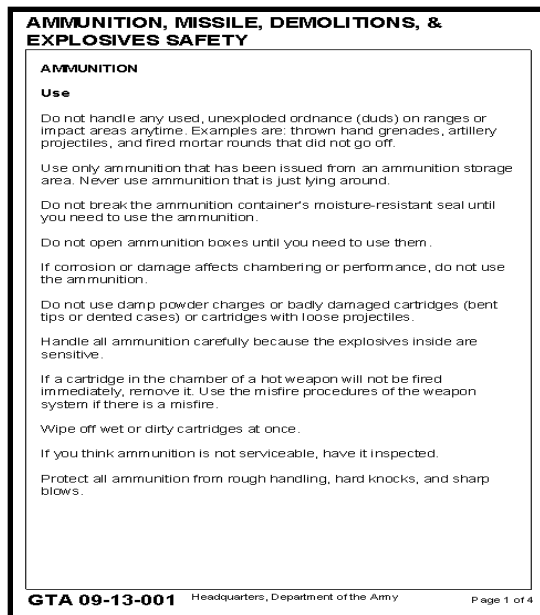 AMMUNITION, MISSILE, DEMOLITIONS, &
EXPLOSIVES SAFETY
AMMUNITION
Use
Do not handle any used, unexploded ordnance (duds) on ranges or
impact areas anytime. Examples are: thrown hand grenades, artillery
projectiles, and fired mortar rounds that did not go off.
Use only ammunition that has been issued from an ammunition storage
area. Never use ammunition that is just lying around.
Do not break the ammunition container's moisture-resistant seal until
you need to use the ammunition.
Do not open ammunition boxes until you need to use them.
If corrosion or damage affects chambering or performance, do not use
the ammunition.
Do not use damp powder charges or badly damaged cartridges (bent
tips or dented cases) or cartridges with loose projectiles.
Handle all ammunition carefully because the explosives inside are
sensitive.
If a cartridge in the chamber of a hot weapon will not be fired
immediately, remove it. Use the misfire procedures of the weapon
system if there is a misfire.
Wipe off wet or dirty cartridges at once.
If you think ammunition is not serviceable, have it inspected.
Protect all ammunition from rough handling, hard knocks, and sharp
blows.
GTA 09-13-001 Headquarters, Department of the Army Page 1 of 4